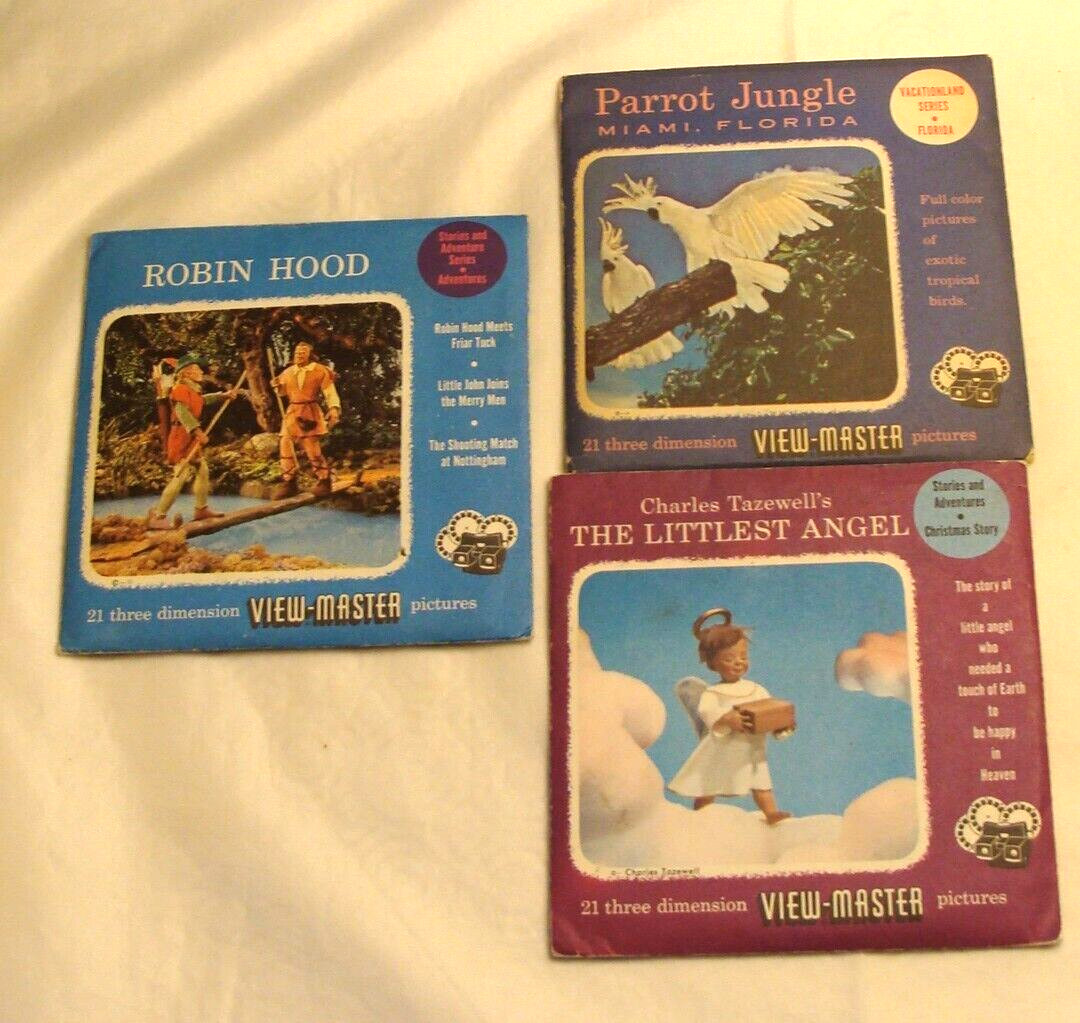 ROBIN HOOD
Stories and
Adventure
Series
•
Adventures
Robin Hood Meets
Friar Tuck
•
Little John Joins
the Merry Men
•
The Shooting Match
at Nottingham
21 three dimension VIEW-MASTER pictures
Parrot Jungle
MIAMI, FLORIDA
VACATIONLAND
SERIES
•
FLORIDA
Full color
pictures
of
exotic
tropical
birds.
21 three dimension VIEW-MASTER pictures
Charles Tazewell's
THE LITTLEST ANGEL
Stories and
Adventures
•
Christmas Story
The story of
a
little angel
who
needed a
touch of Earth
to
be happy
in
Heaven
© Charles Tazewell
21 three dimension VIEW-MASTER pictures